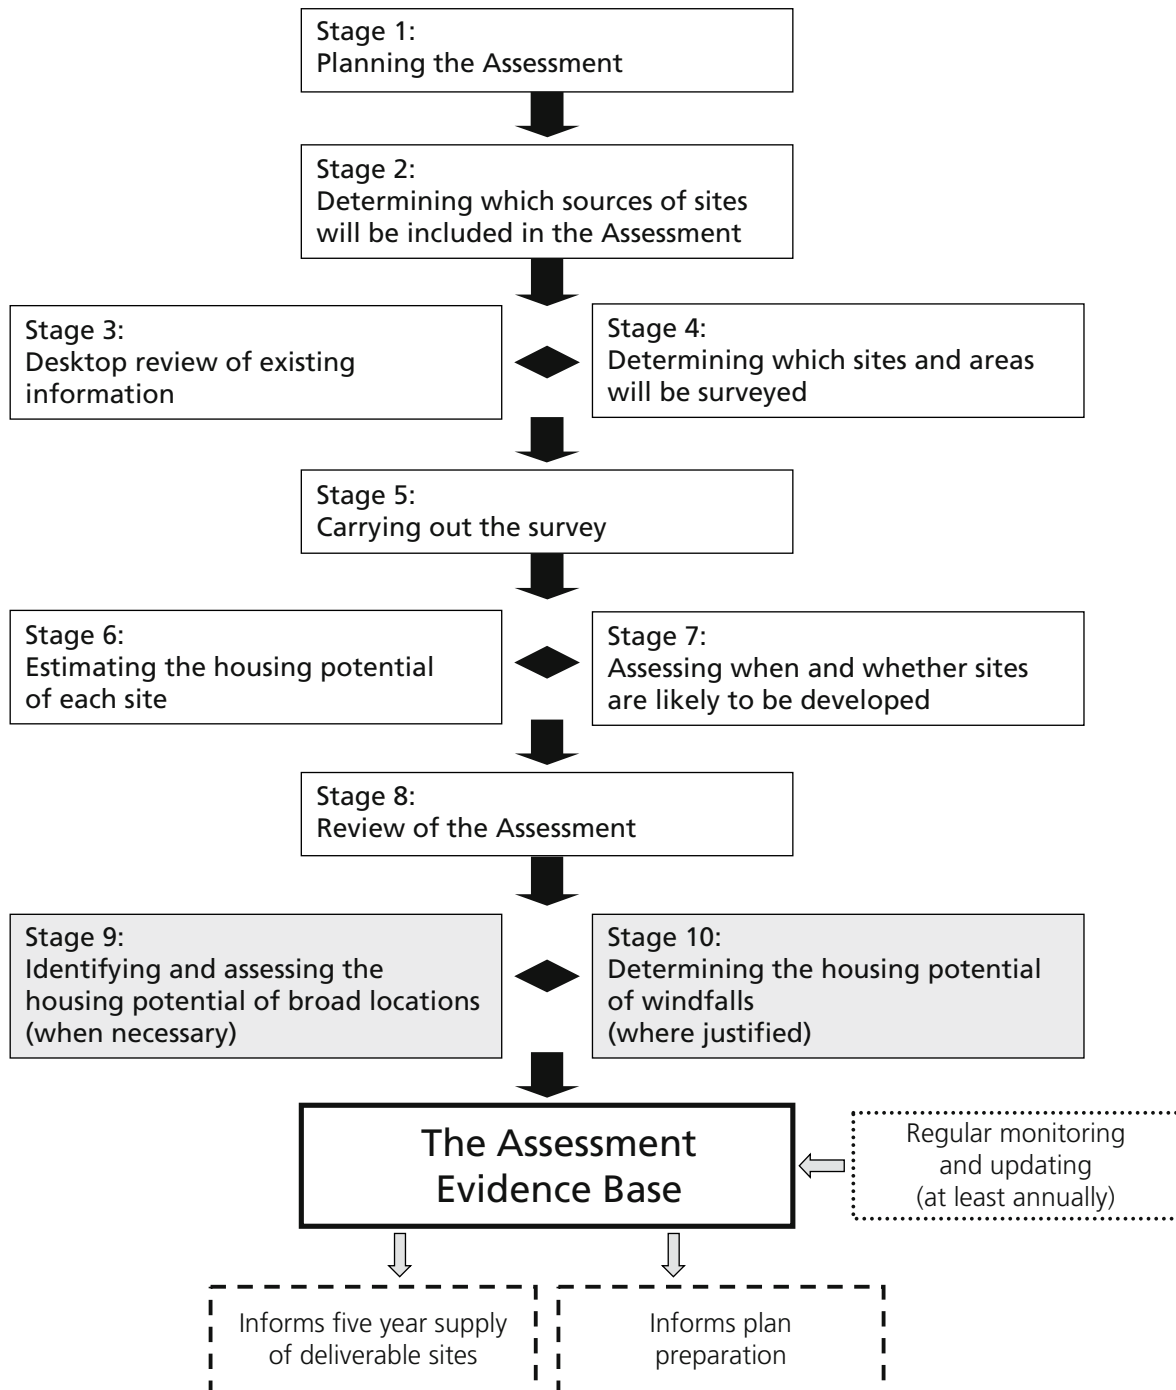 Stage 1:
Planning the Assessment
Stage 2:
Determining which sources of sites
will be included in the Assessment
Stage 3:
Desktop review of existing
information
Stage 4:
Determining which sites and areas
will be surveyed
Stage 5:
Carrying out the survey
Stage 6:
Estimating the housing potential
of each site
Stage 7:
Assessing when and whether sites
are likely to be developed
Stage 8:
Review of the Assessment
Stage 9:
Identifying and assessing the
housing potential of broad locations
(when necessary)
Stage 10:
Determining the housing potential
of windfalls
(where justified)
The Assessment
Evidence Base
Regular monitoring
and updating
(at least annually)
Informs five year supply
of deliverable sites
Informs plan
preparation